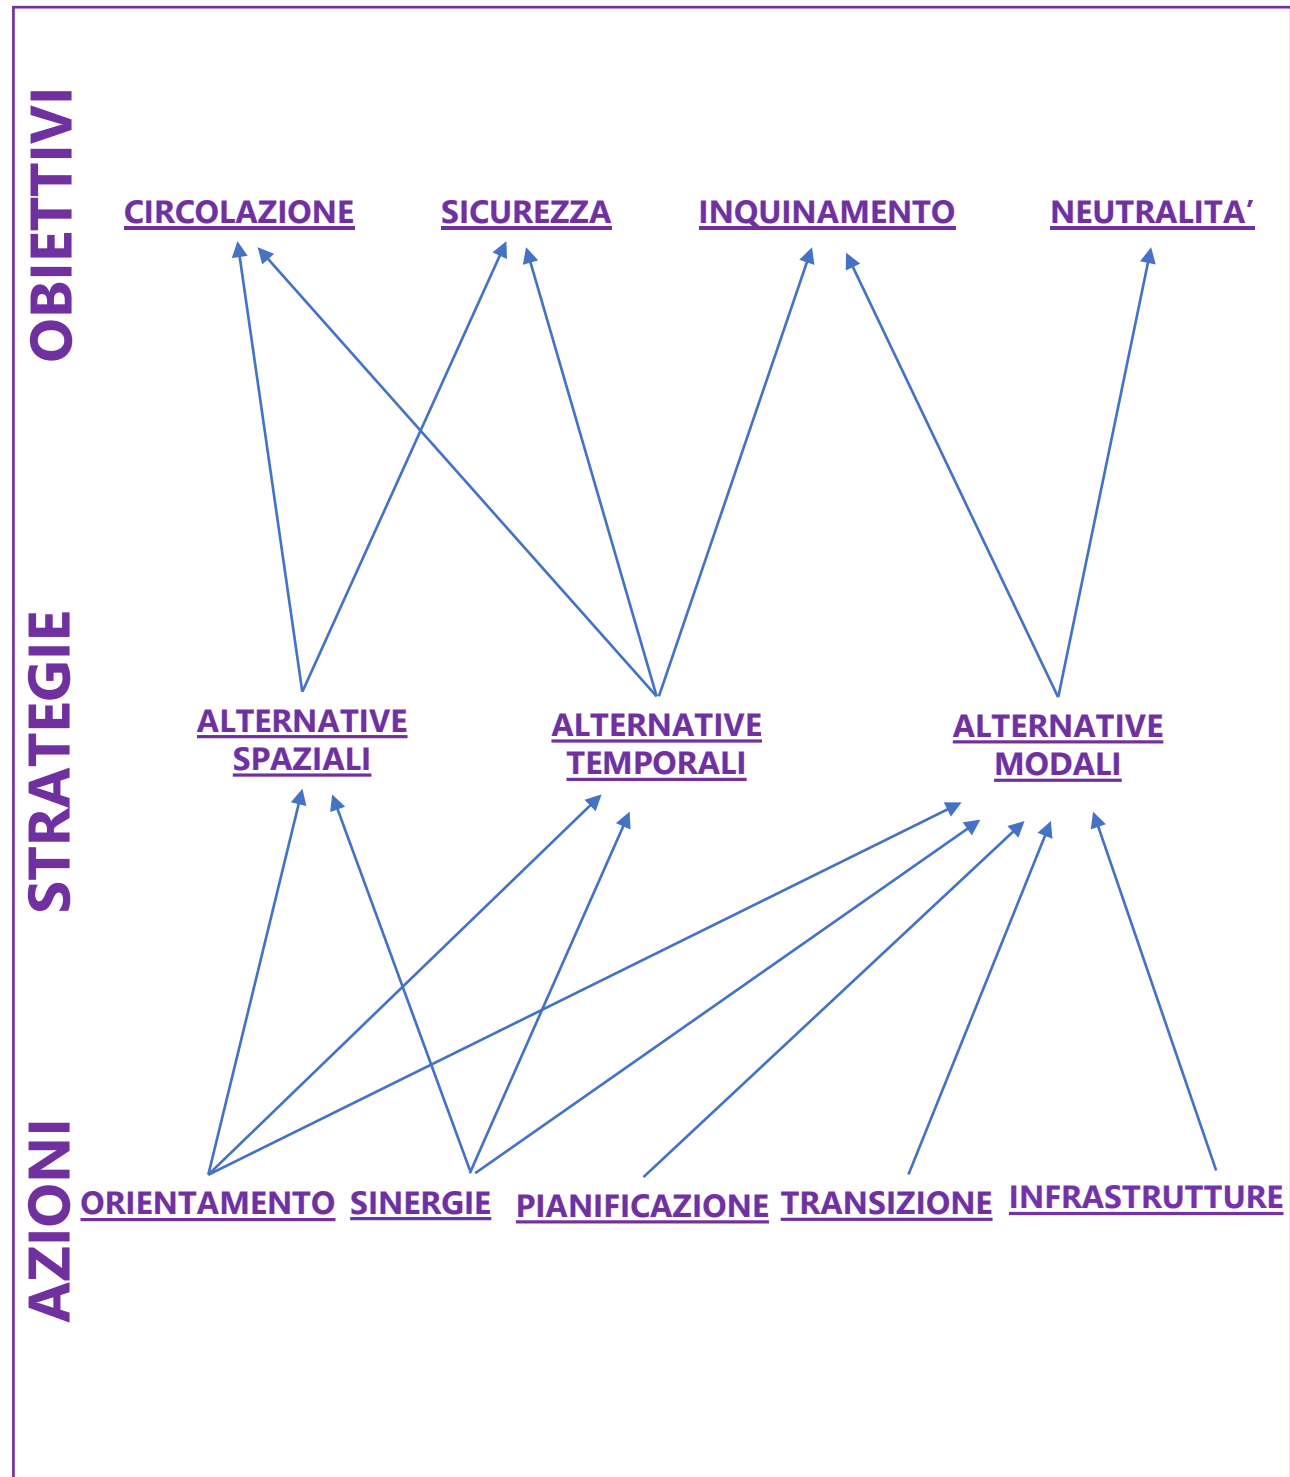 OBIETTIVI
CIRCOLAZIONE
SICUREZZA
INQUINAMENTO
NEUTRALITA’
STRATEGIE
ALTERNATIVE
SPAZIALI
ALTERNATIVE
TEMPORALI
ALTERNATIVE
MODALI
AZIONI
ORIENTAMENTO
SINERGIE
PIANIFICAZIONE
TRANSIZIONE
INFRASTRUTTURE